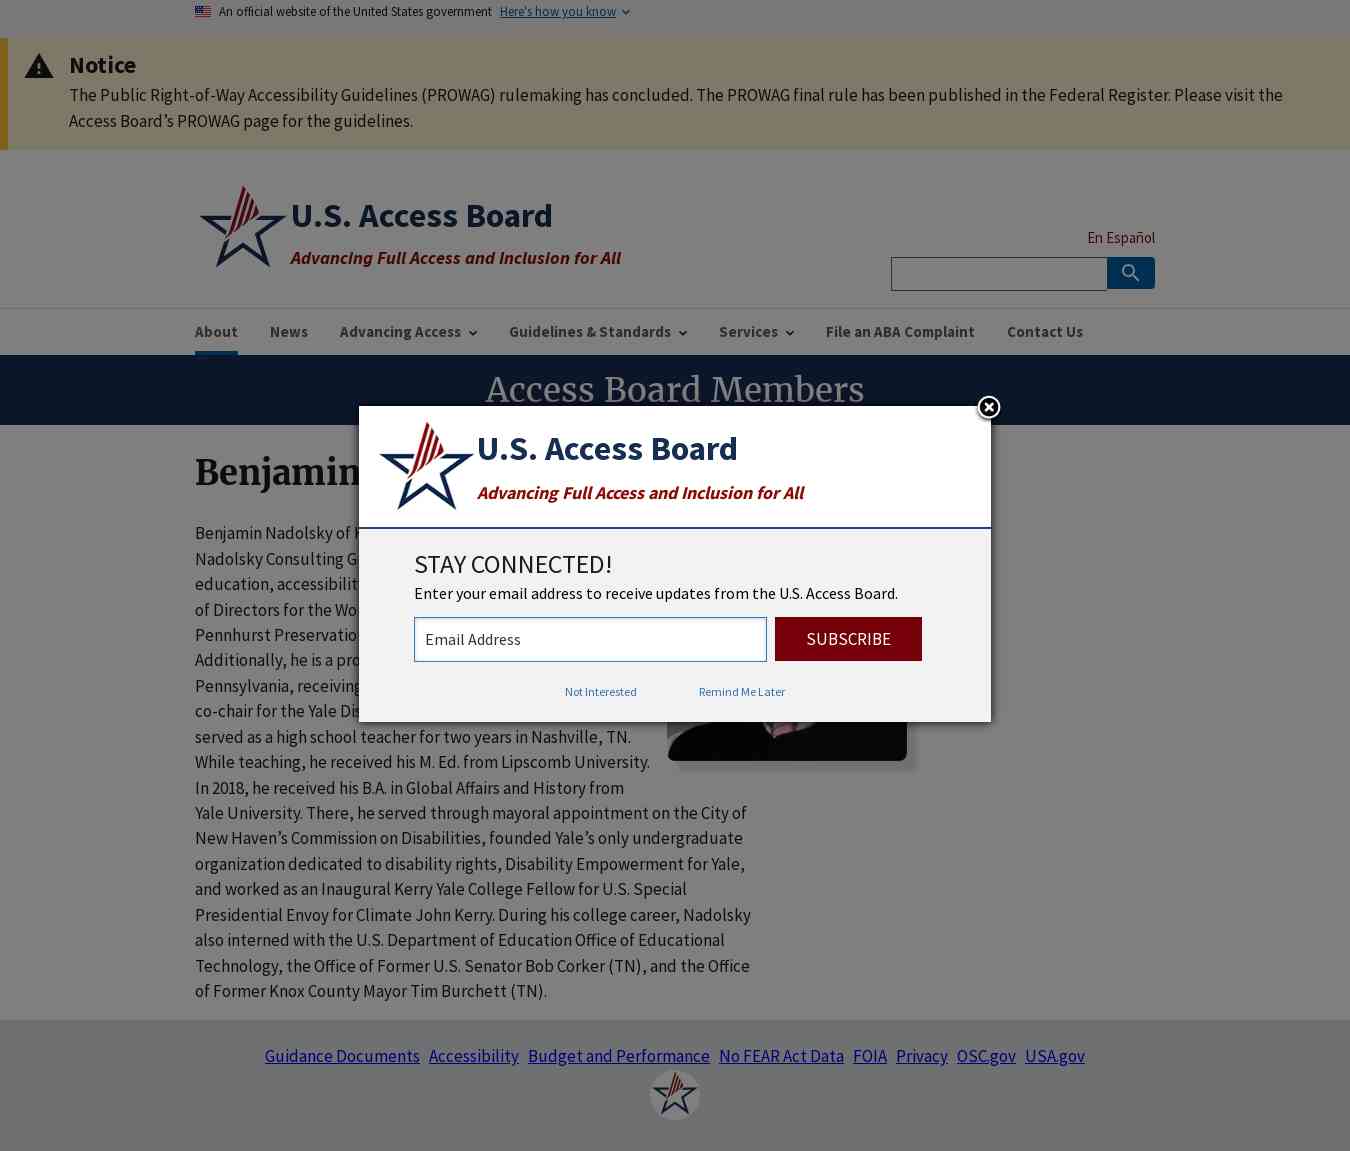 An official website of the United States government Here's how you know
Notice
The Public Right-of-Way Accessibility Guidelines (PROWAG) rulemaking has concluded. The PROWAG final rule has been published in the Federal Register. Please visit the
Access Board’s PROWAG page for the guidelines.
U.S. Access Board
Advancing Full Access and Inclusion for All
En Español
About News Advancing Access Guidelines & Standards Services File an ABA Complaint Contact Us
Access Board Members
U.S. Access Board
Advancing Full Access and Inclusion for All
STAY CONNECTED!
Enter your email address to receive updates from the U.S. Access Board.
Email Address SUBSCRIBE
Not Interested Remind Me Later
Benjamin
Benjamin Nadolsky of
Nadolsky Consulting
education,
of Directors for the
Pennhurst
Additionally, he is a
Pennsylvania, receiving
co-chair for the Yale
served as a high school teacher for two years in Nashville, TN.
While teaching, he received his M. Ed. from Lipscomb University.
In 2018, he received his B.A. in Global Affairs and History from
Yale University. There, he served through mayoral appointment on the City of
New Haven’s Commission on Disabilities, founded Yale’s only undergraduate
organization dedicated to disability rights, Disability Empowerment for Yale,
and worked as an Inaugural Kerry Yale College Fellow for U.S. Special
Presidential Envoy for Climate John Kerry. During his college career, Nadolsky
also interned with the U.S. Department of Education Office of Educational
Technology, the Office of Former U.S. Senator Bob Corker (TN), and the Office
of Former Knox County Mayor Tim Burchett (TN).
Guidance Documents Accessibility Budget and Performance No FEAR Act Data FOIA Privacy OSC.gov USA.gov